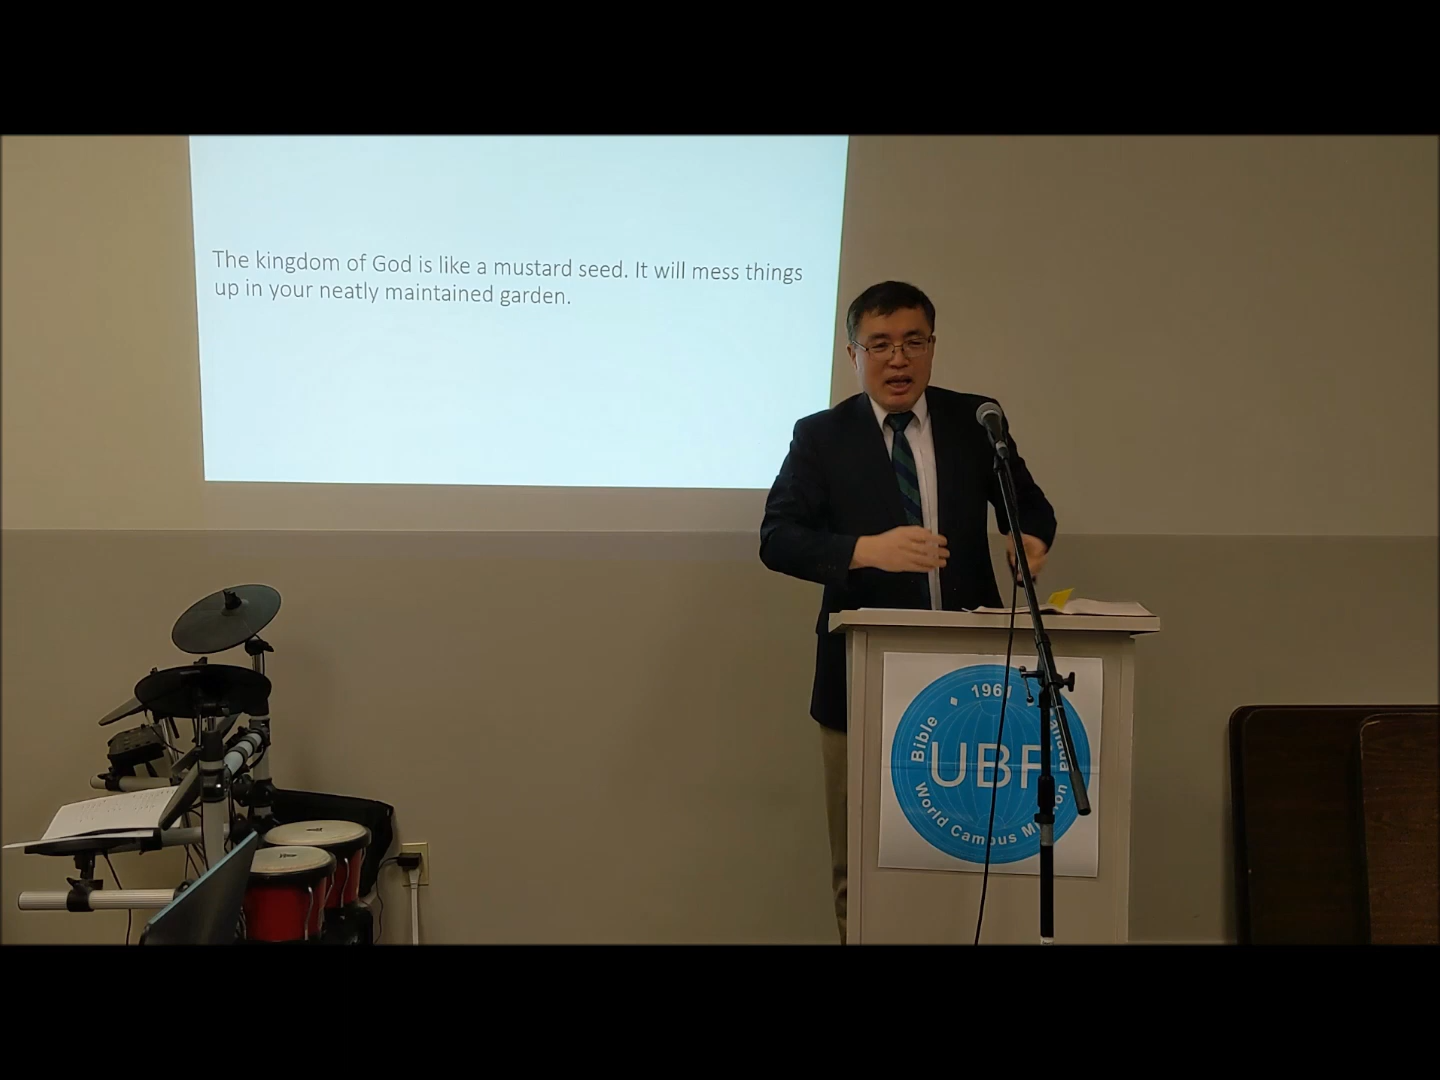 The kingdom of God is like a mustard seed. It will mess things
up in your neatly maintained garden.
1961
Bible
UBF
World Campus